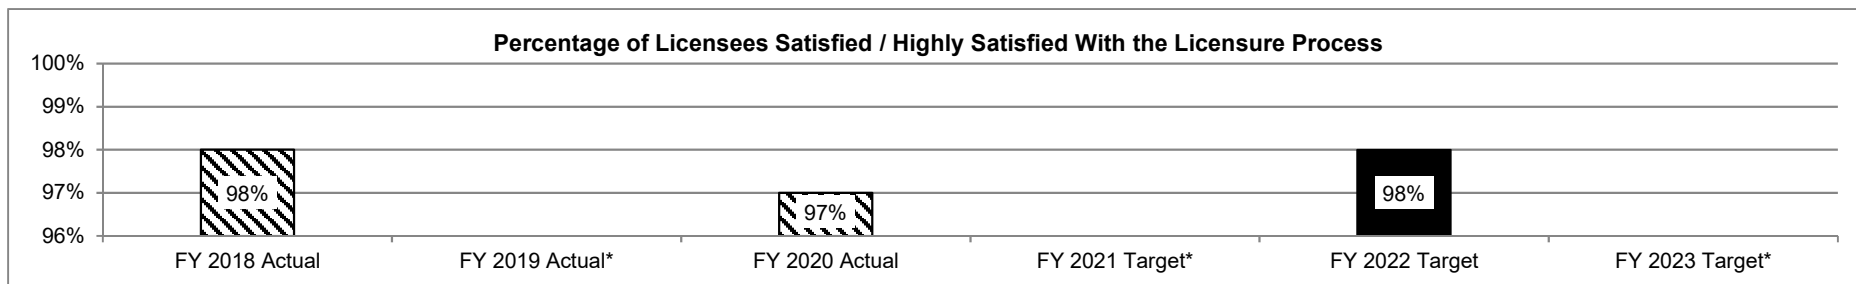 Percentage of Licensees Satisfied / Highly Satisfied With the Licensure Process
100%
99%
98%
97%
96%
98%
97%
98%
FY 2018 Actual
FY 2019 Actual*
FY 2020 Actual
FY 2021 Target*
FY 2022 Target
FY 2023 Target*